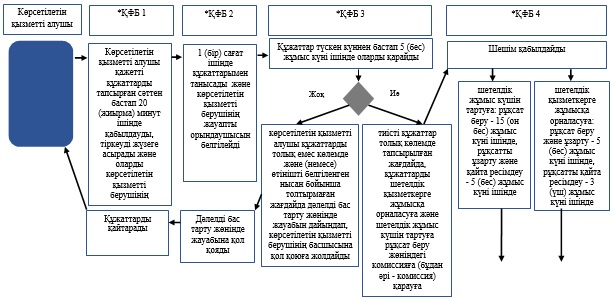 Көрсетілетін
қызметті алушы
*ҚФБ 1
*ҚФБ 2
*ҚФБ 3
*ҚФБ 4
Көрсетілетін
қызметті алушы
қажетті
құжаттарды
тапсырған сәттен
бастап 20
(жиырма) минут
ішінде
қабылдауды,
тіркеуді жүзеге
асырады және
оларды
көрсетілетін
қызметті
берушінің
1 (бір) сағат
ішінде
құжаттарымен
танысады және
көрсетілетін
қызметті
берушінің
жауапты
орындаушысын
белгілейді
Құжаттар түскен күннен бастап 5 (бес)
жұмыс күні ішінде оларды қарайды
Шешім қабылдайды
Жоқ
Иә
көрсетілетін қызметті
алушы құжаттарды
толық емес көлемде
және (немесе)
өтінішті белгіленген
нысан бойынша
толтырмаған
жағдайда дәлелді бас
тарту жөнінде
жауабын дайындап,
көрсетілетін қызметті
берушінің басшысына
қол қоюға жолдайды
тиісті құжаттар
толық көлемде
тапсырылған
жағдайда,
құжаттарды
шетелдік
қызметкерге
жұмысқа
орналасуға және
шетелдік жұмыс
күшін тартуға
рұқсат беру
жөніндегі
комиссияға (бұдан
әрі - комиссия)
қарауға
шетелдік
жұмыс күшін
тартуға: рұқсат
беру - 15 (он
бес) жұмыс
күні ішінде,
рұқсатты
ұзарту және
қайта ресімдеу
- 5 (бес) жұмыс
күні ішінде
шетелдік
қызметкерге
жұмысқа
орналасуға:
рұқсат беру
және ұзарту - 5
(бес) жұмыс
күні ішінде,
рұқсатты қайта
ресімдеу - 3
(үш) жұмыс
күні ішінде
Құжаттарды
қайтарады
Дәлелді бас
тарту жөнінде
жауабына қол
қояды